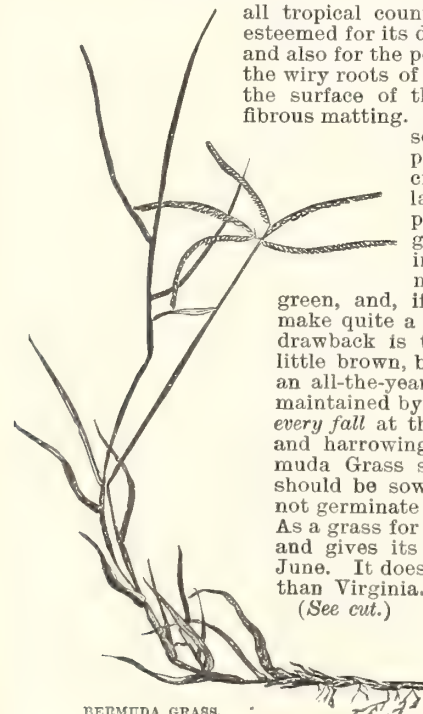 all tropical coun
esteemed for its d
and also for the p
the wiry roots of
the surface of th
fibrous matting.
se
p
c
la
p
g
i
n
green, and, if
make quite a
drawback is t
little brown, b
an all-the-year
maintained by
every fall at th
and harrowing
muda Grass s
should be sow
not germinate
As a grass for
and gives its
June. It does
than Virginia.
(See cut.)
BERMUDA GRASS.